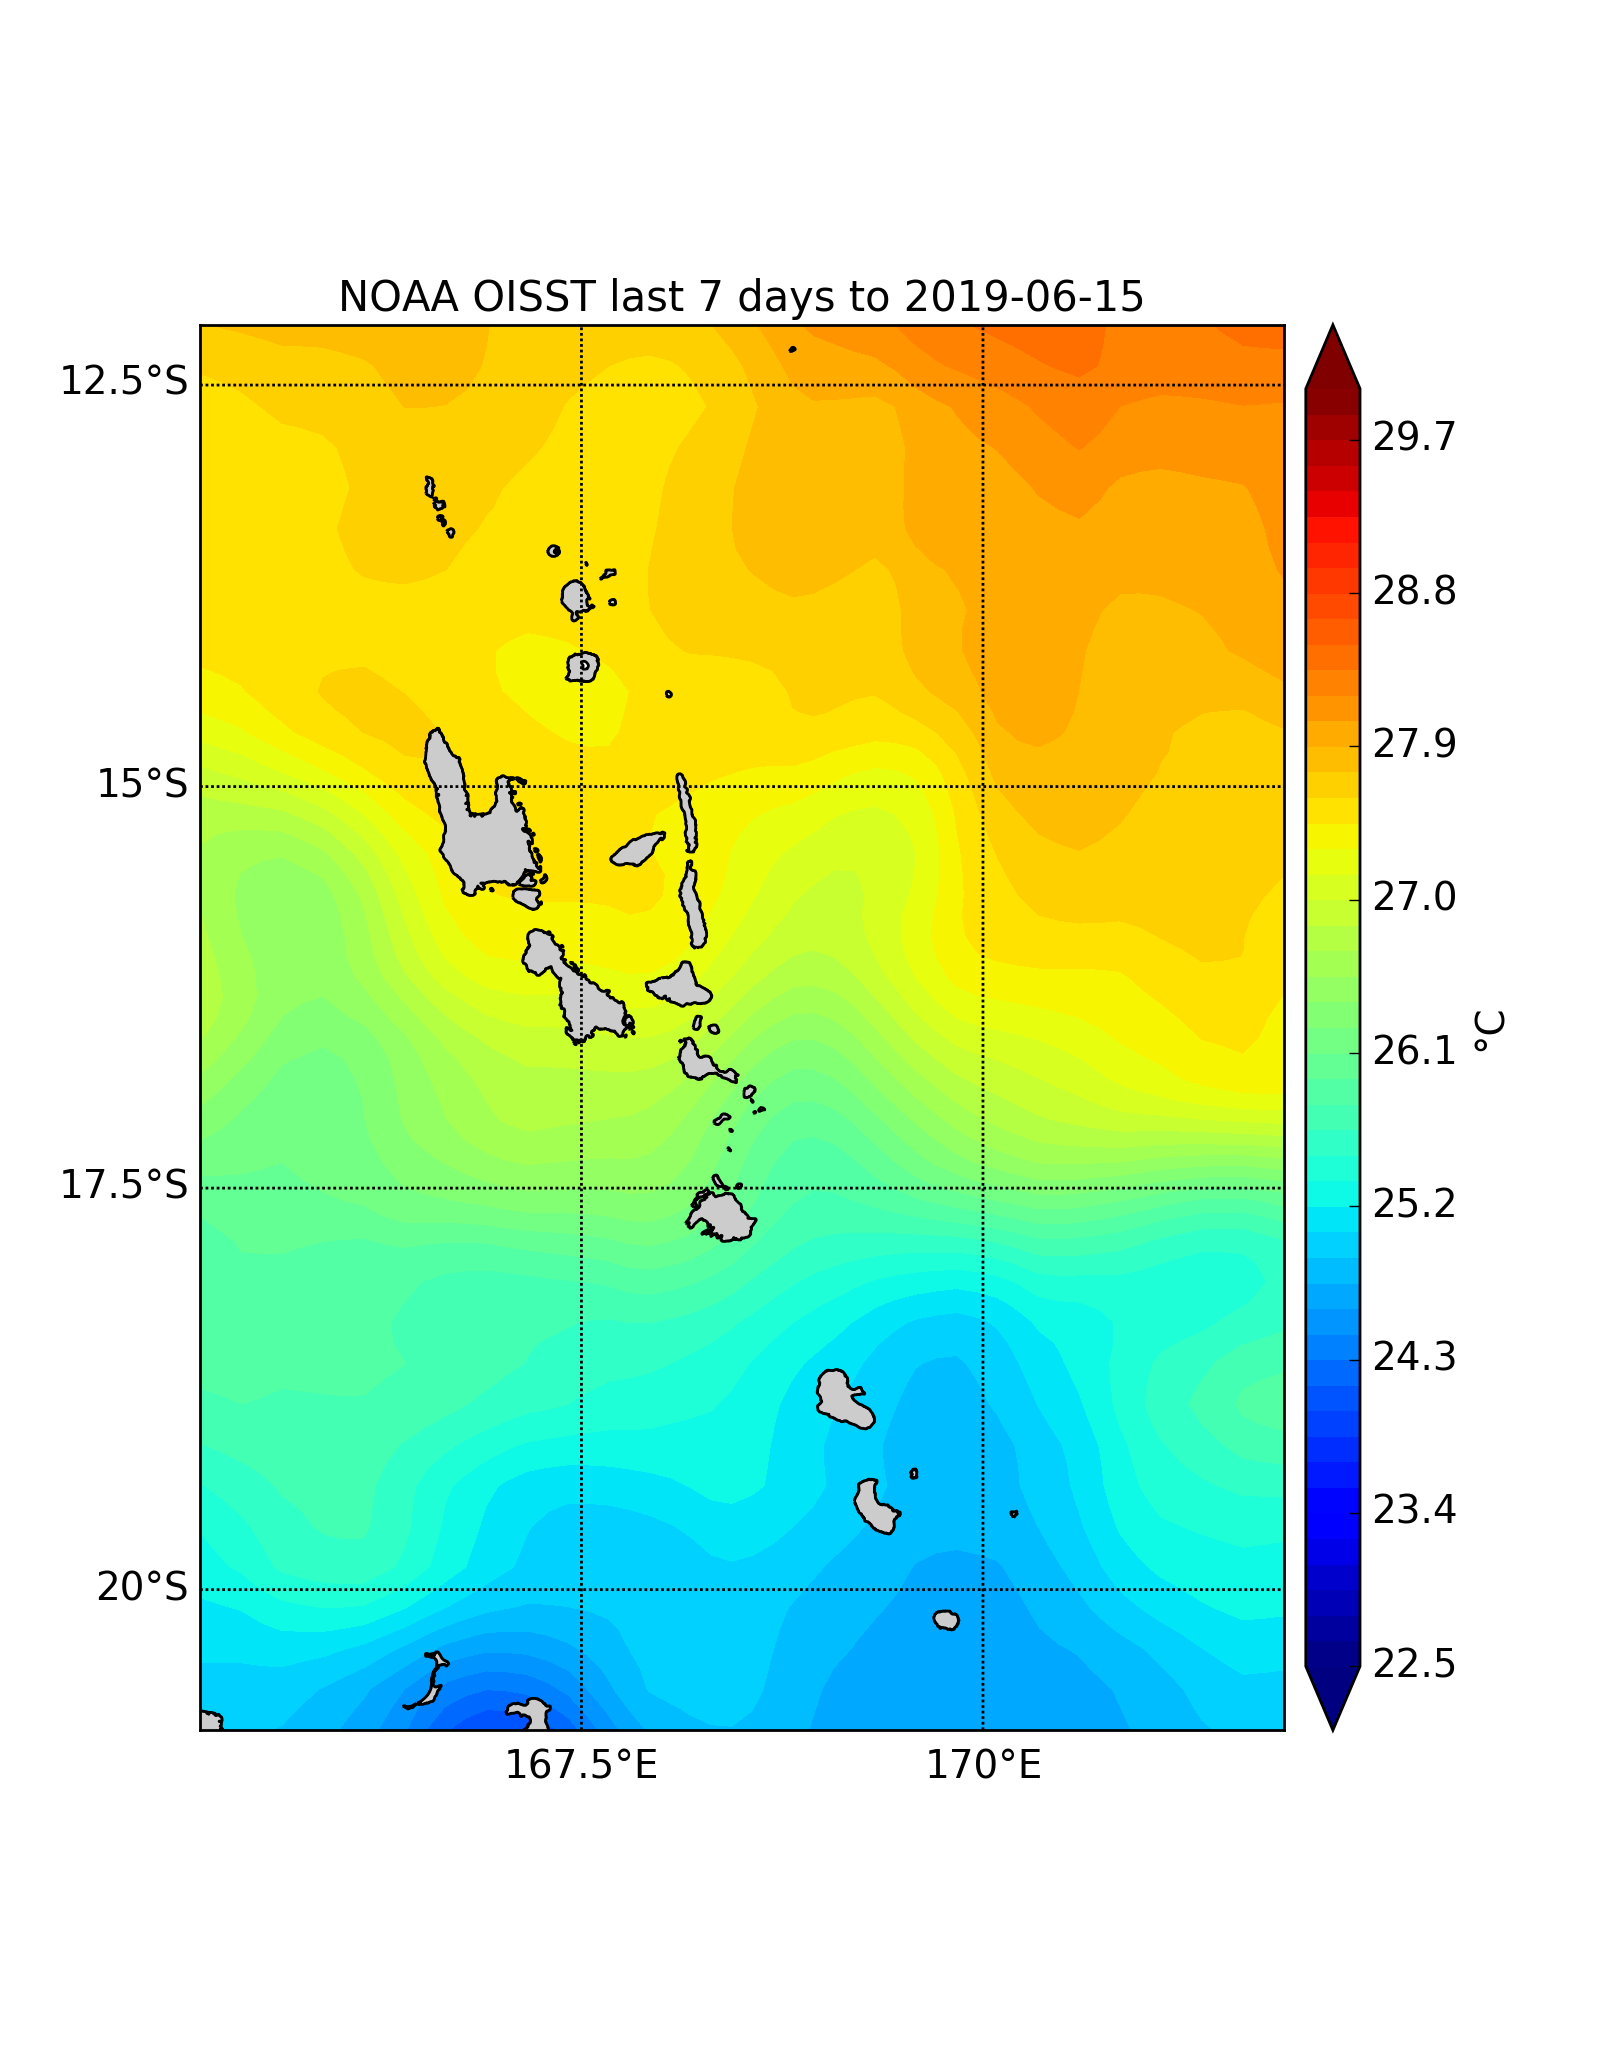 NOAA OISST last 7 days to 2019-06-15
12.5°S
15°S
17.5°S
20°S
167.5°E
170°E
29.7
28.8
27.9
27.0
26.1
25.2
24.3
23.4
22.5
°C